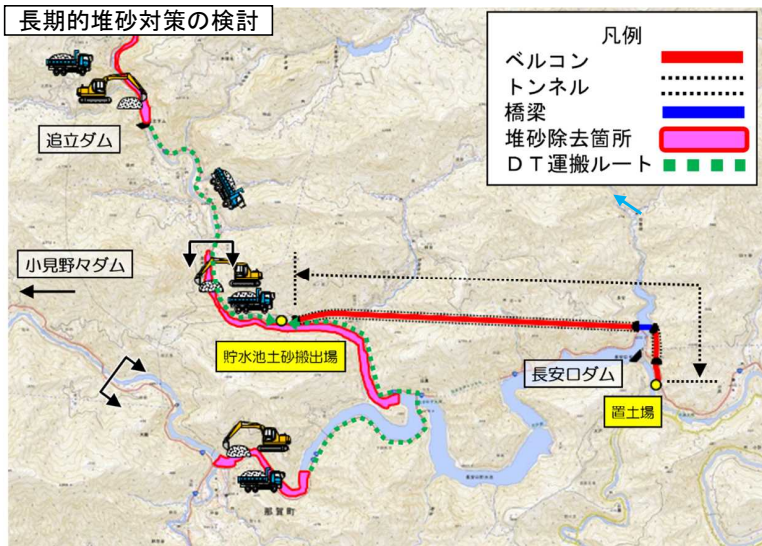 長期的堆砂対策の検討
凡例
ベルコン
トンネル
橋梁
堆砂除去箇所
DT運搬ルート
追立ダム
小見野々ダム
貯水池土砂搬出場
長安口ダム
置土場
那賀町